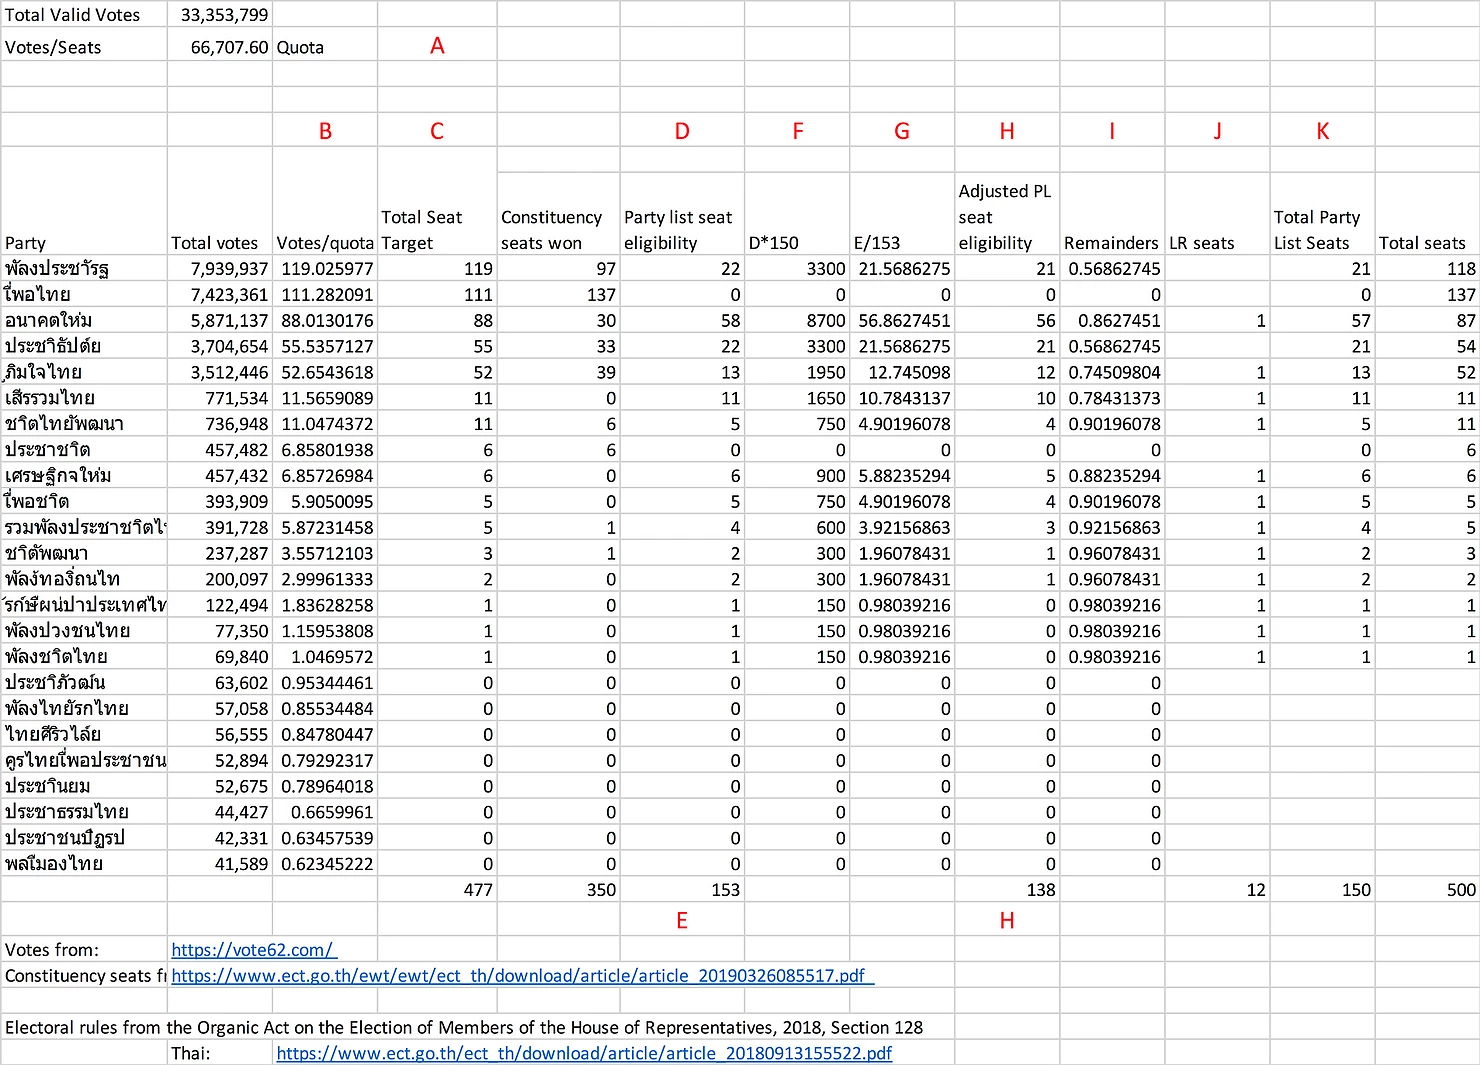 Total Valid Votes 33,353,799
Votes/Seats 66,707.60 Quota A
B C D F G H I J K
Adjusted PL
Total Seat Constituency Party list seat seat Total Party
Party Total votes Votes/quota Target seats won eligibility D*150 E/153 eligibility Remainders LR seats List Seats Total seats
พลังประชารัฐ 7,939,937 119.025977 119 97 22 3300 21.5686275 21 0.56862745 21 118
เพื่อไทย 7,423,361 111.282091 111 137 0 0 0 0 0 0 137
อนาคตใหม่ 5,871,137 88.0130176 88 30 58 8700 56.8627451 56 0.8627451 1 57 87
ประชาธิปัตย์ 3,704,654 55.5357127 55 33 22 3300 21.5686275 21 0.56862745 21 54
ภูมิใจไทย 3,512,446 52.6543618 52 39 13 1950 12.745098 12 0.74509804 1 13 52
เสรีรวมไทย 771,534 11.5659089 11 0 11 1650 10.7843137 10 0.78431373 1 11 11
ชาติไทยพัฒนา 736,948 11.0474372 11 6 5 750 4.90196078 4 0.90196078 1 5 11
ประชาชาติ 457,482 6.85801938 6 6 0 0 0 0 0 0 6
เศรษฐกิจใหม่ 457,432 6.85726984 6 0 6 900 5.88235294 5 0.88235294 1 6 6
เพื่อชาติ 393,909 5.9050095 5 0 5 750 4.90196078 4 0.90196078 1 5 5
รวมพลังประชาชาติไท 391,728 5.87231458 5 1 4 600 3.92156863 3 0.92156863 1 4 5
ชาติพัฒนา 237,287 3.55712103 3 1 2 300 1.96078431 1 0.96078431 1 2 3
พลังท้องถิ่นไท 200,097 2.99961333 2 0 2 300 1.96078431 1 0.96078431 1 2 2
รักษ์ผืนป่าประเทศไท 122,494 1.83628258 1 0 1 150 0.98039216 0 0.98039216 1 1 1
พลังปวงชนไทย 77,350 1.15953808 1 0 1 150 0.98039216 0 0.98039216 1 1 1
พลังชาติไทย 69,840 1.0469572 1 0 1 150 0.98039216 0 0.98039216 1 1 1
ประชาภิวัฒน์ 63,602 0.95344461 0 0 0 0 0 0 0
พลังไทยรักไทย 57,058 0.85534484 0 0 0 0 0 0 0
ไทยศรีวิไลย์ 56,555 0.84780447 0 0 0 0 0 0 0
ครูไทยเพื่อประชาชน 52,894 0.79292317 0 0 0 0 0 0 0
ประชานิยม 52,675 0.78964018 0 0 0 0 0 0 0
ประชาธรรมไทย 44,427 0.6659961 0 0 0 0 0 0 0
ประชาชนปฏิรูป 42,331 0.63457539 0 0 0 0 0 0 0
พลเมืองไทย 41,589 0.62345222 0 0 0 0 0 0 0
477 350 153 138 12 150 500
E H
Votes from: https://vote62.com/
Constituency seats fr https://www.ect.go.th/ewt/ewt/ect_th/download/article/article_20190326085517.pdf
Electoral rules from the Organic Act on the Election of Members of the House of Representatives, 2018, Section 128
Thai: https://www.ect.go.th/ect_th/download/article/article_20180913155522.pdf